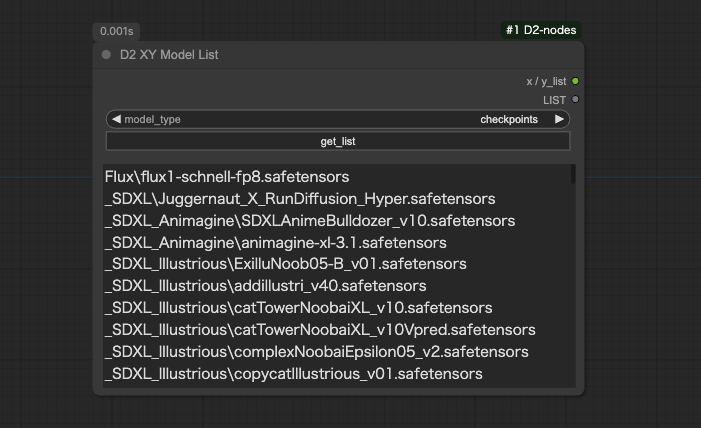 0.001s
#1 D2-nodes
D2 XY Model List
x / y_list
LIST
model_type checkpoints
get_list
Flux\flux1-schnell-fp8.safetensors
_SDXL\Juggernaut_X_RunDiffusion_Hyper.safetensors
_SDXL_Animagine\SDXLAnimeBulldozer_v10.safetensors
_SDXL_Animagine\animagine-xl-3.1.safetensors
_SDXL_Illustrious\ExilluNoob05-B_v01.safetensors
_SDXL_Illustrious\addillustri_v40.safetensors
_SDXL_Illustrious\catTowerNoobaiXL_v10.safetensors
_SDXL_Illustrious\catTowerNoobaiXL_v10Vpred.safetensors
_SDXL_Illustrious\complexNoobaiEpsilon05_v2.safetensors
_SDXL_Illustrious\copycatIllustrious_v01.safetensors